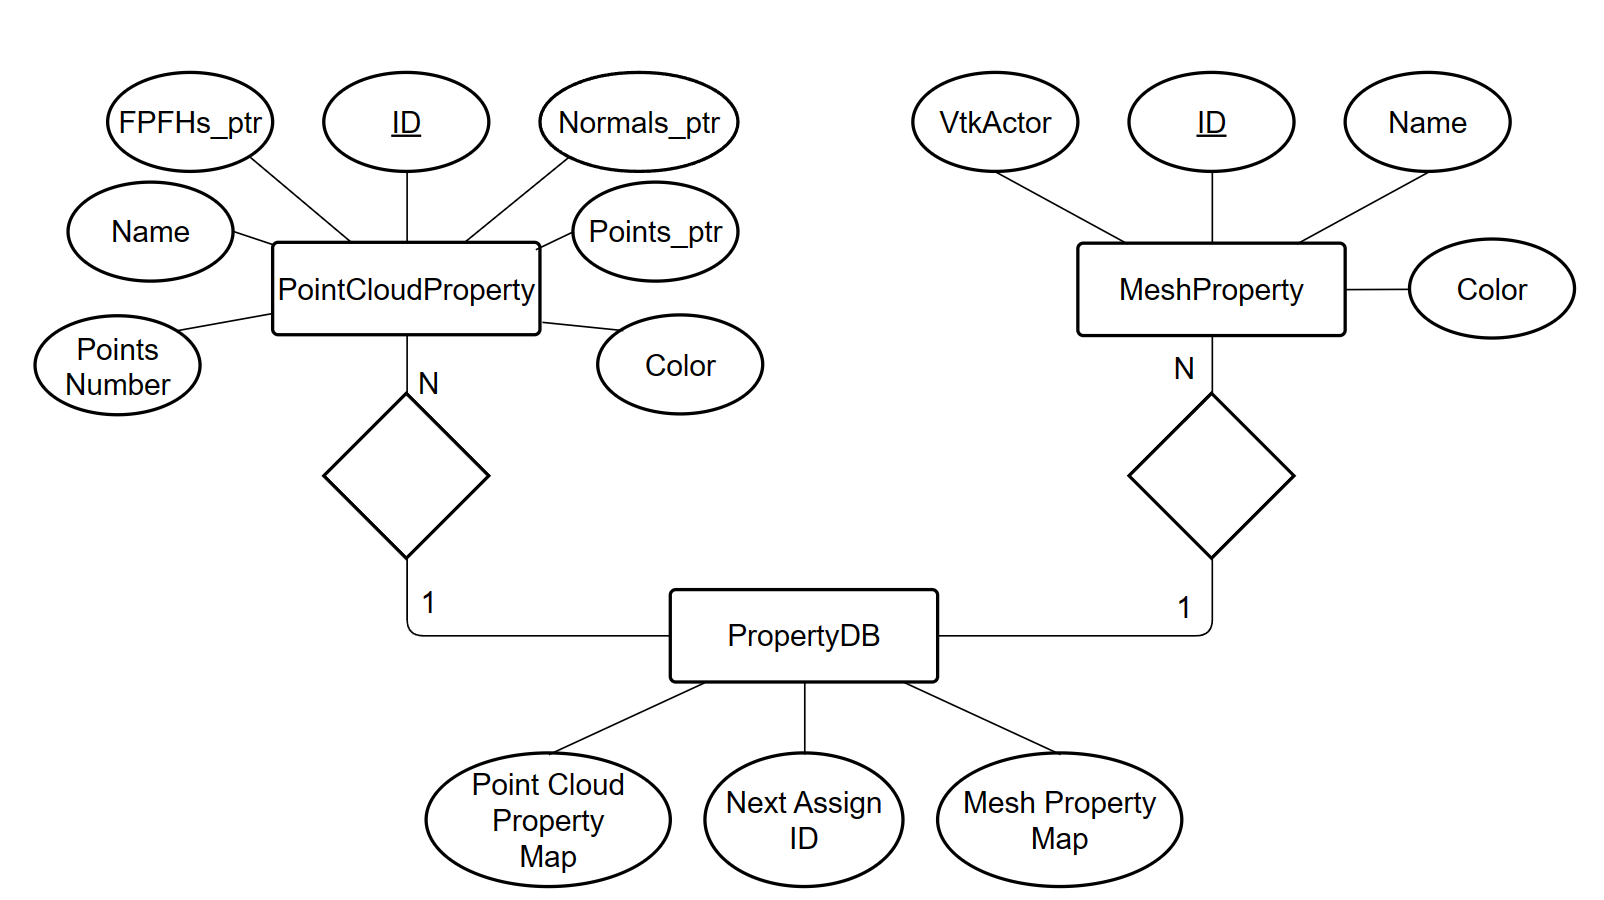 FPFHs_ptr
ID
Normals_ptr
VtkActor
ID
Name
Name
Points_ptr
PointCloudProperty
MeshProperty
Color
Points
Number
Color
N
N
1
1
PropertyDB
Point Cloud
Property
Map
Next Assign
ID
Mesh Property
Map